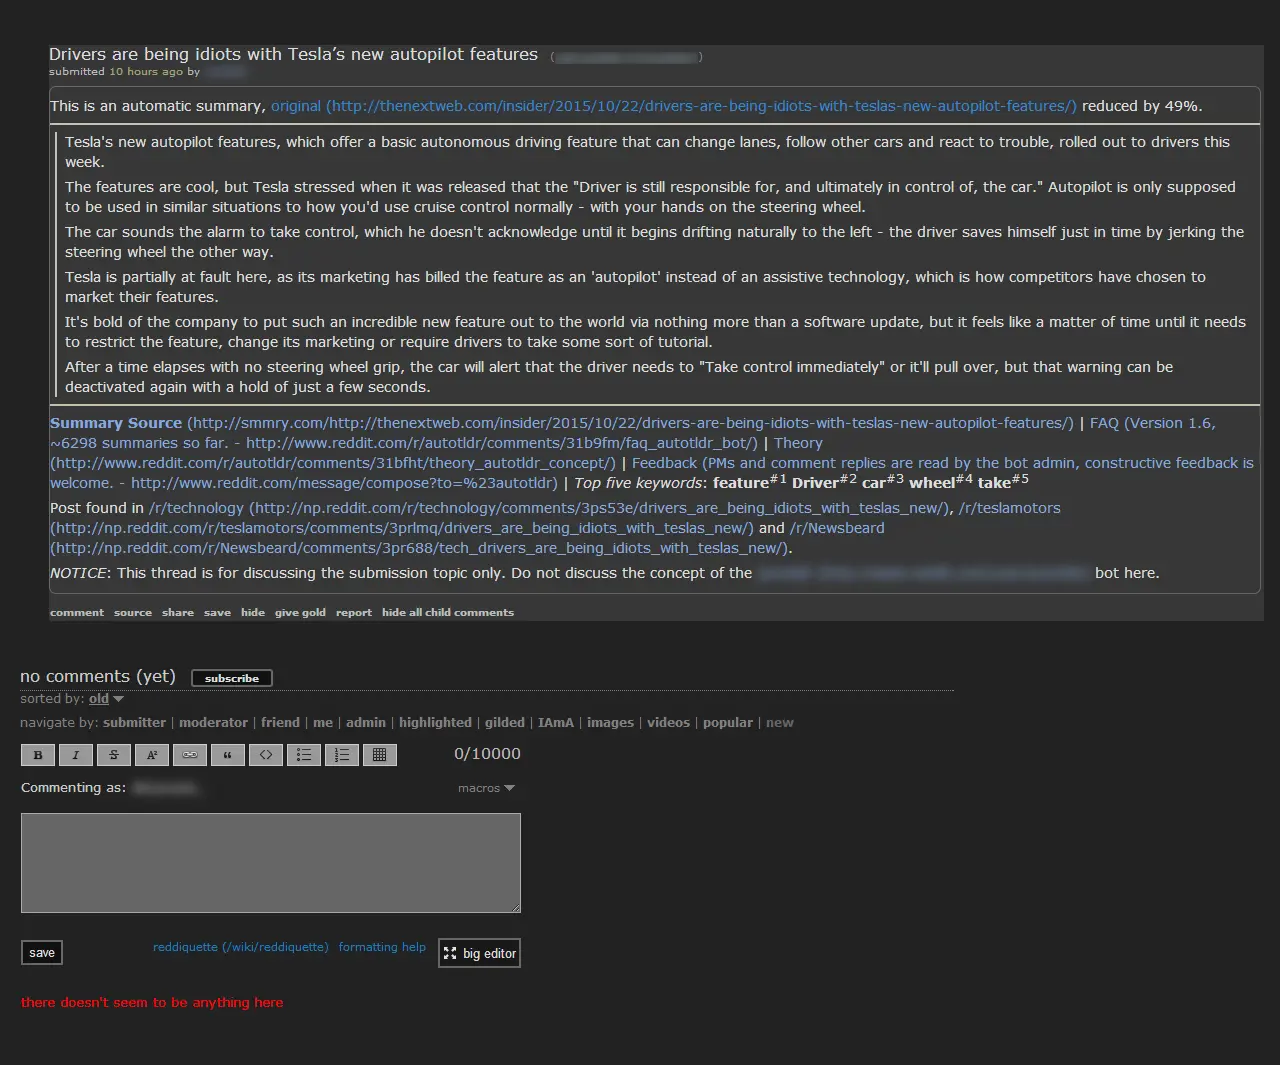 Drivers are being idiots with Tesla’s new autopilot features ( )
submitted 10 hours ago by
This is an automatic summary, original (http://thenextweb.com/insider/2015/10/22/drivers-are-being-idiots-with-teslas-new-autopilot-features/) reduced by 49%.
Tesla's new autopilot features, which offer a basic autonomous driving feature that can change lanes, follow other cars and react to trouble, rolled out to drivers this
week.
The features are cool, but Tesla stressed when it was released that the "Driver is still responsible for, and ultimately in control of, the car." Autopilot is only supposed
to be used in similar situations to how you'd use cruise control normally - with your hands on the steering wheel.
The car sounds the alarm to take control, which he doesn't acknowledge until it begins drifting naturally to the left - the driver saves himself just in time by jerking the
steering wheel the other way.
Tesla is partially at fault here, as its marketing has billed the feature as an 'autopilot' instead of an assistive technology, which is how competitors have chosen to
market their features.
It's bold of the company to put such an incredible new feature out to the world via nothing more than a software update, but it feels like a matter of time until it needs
to restrict the feature, change its marketing or require drivers to take some sort of tutorial.
After a time elapses with no steering wheel grip, the car will alert that the driver needs to "Take control immediately" or it'll pull over, but that warning can be
deactivated again with a hold of just a few seconds.
Summary Source (http://smmry.com/http://thenextweb.com/insider/2015/10/22/drivers-are-being-idiots-with-teslas-new-autopilot-features/) | FAQ (Version 1.6,
~6298 summaries so far. - http://www.reddit.com/r/autotldr/comments/31b9fm/faq_autotldr_bot/) | Theory
(http://www.reddit.com/r/autotldr/comments/31bfht/theory_autotldr_concept/) | Feedback (PMs and comment replies are read by the bot admin, constructive feedback is
welcome. - http://www.reddit.com/message/compose?to=%23autotldr) | Top five keywords: feature#1 Driver#2 car#3 wheel#4 take#5
Post found in /r/technology (http://np.reddit.com/r/technology/comments/3ps53e/drivers_are_being_idiots_with_teslas_new/), /r/teslamotors
(http://np.reddit.com/r/teslamotors/comments/3prlmq/drivers_are_being_idiots_with_teslas_new/) and /r/Newsbeard
(http://np.reddit.com/r/Newsbeard/comments/3pr688/tech_drivers_are_being_idiots_with_teslas_new/).
NOTICE: This thread is for discussing the submission topic only. Do not discuss the concept of the bot here.
comment source share save hide give gold report hide all child comments
no comments (yet) subscribe
sorted by: old
navigate by: submitter | moderator | friend | me | admin | highlighted | gilded | IAmA | images | videos | popular | new
B I S A² “ <> 0/10000
Commenting as: macros
save reddiquette (/wiki/reddiquette) formatting help big editor
there doesn't seem to be anything here